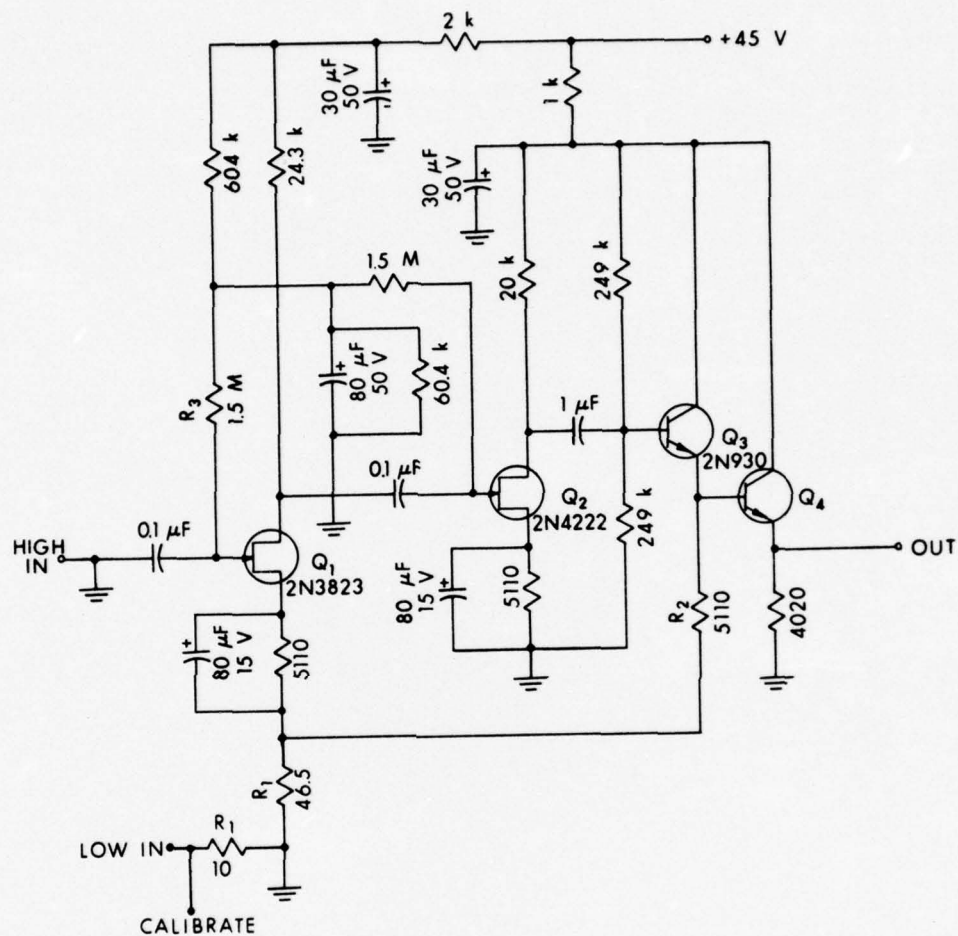 2 k
+45 V
30 μF
50 V
1 k
604 k
24.3 k
30 μF
50 V
1.5 M
20 k
249 k
80 μF
50 V
60.4 k
R3
1.5 M
1 μF
Q3
2N930
0.1 μF
Q2
2N4222
249 k
Q4
HIGH
IN
0.1 μF
Q1
2N3823
OUT
80 μF
15 V
5110
80 μF
15 V
5110
R2
5110
4020
R1
46.5
LOW IN
R1
10
CALIBRATE